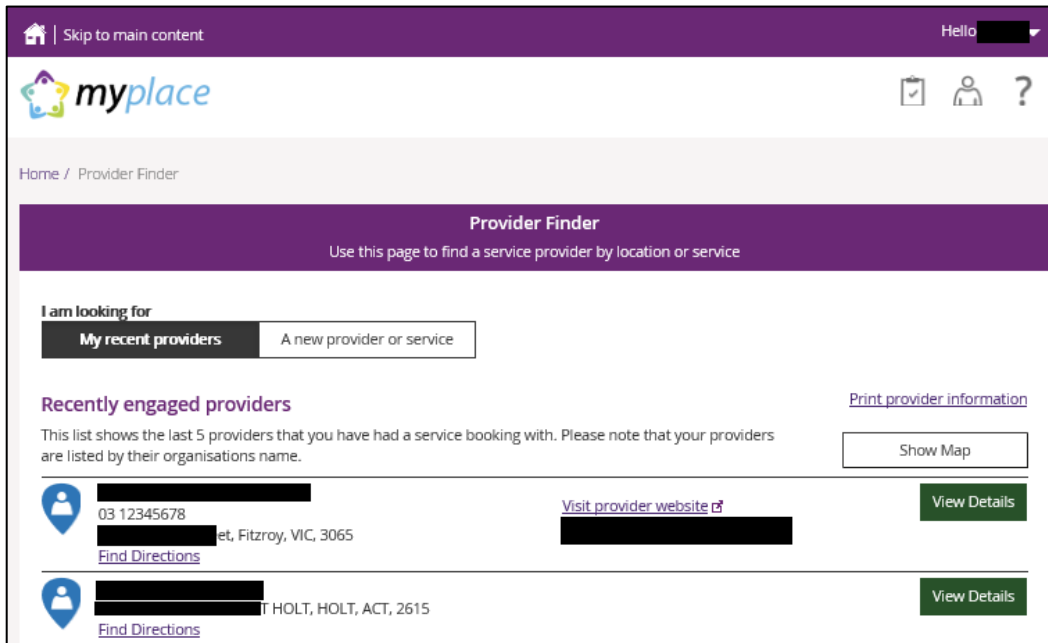 Skip to main content
Hello
myplace
?
Home / Provider Finder
Provider Finder
Use this page to find a service provider by location or service
I am looking for
My recent providers
A new provider or service
Recently engaged providers
Print provider information
This list shows the last 5 providers that you have had a service booking with. Please note that your providers
are listed by their organisations name.
Show Map
03 12345678
Visit provider website
View Details
et, Fitzroy, VIC, 3065
Find Directions
T HOLT, HOLT, ACT, 2615
View Details
Find Directions